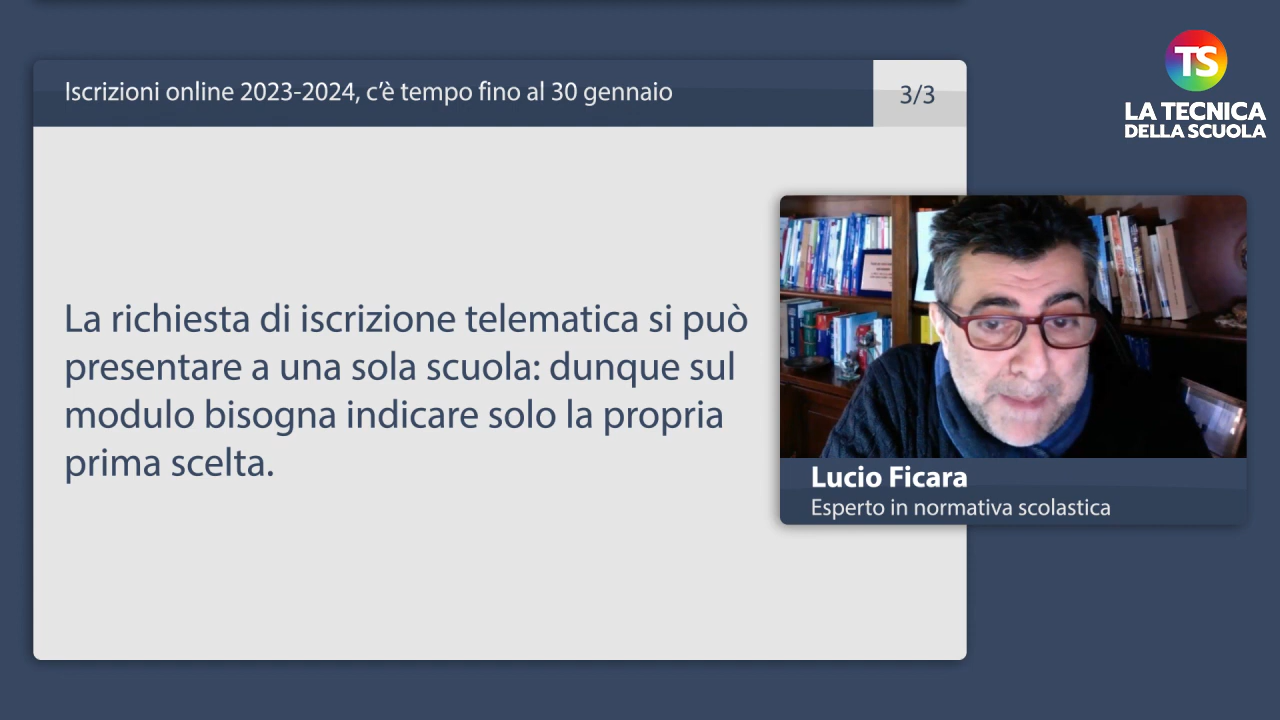 Iscrizioni online 2023-2024, c'è tempo fino al 30 gennaio
3/3
TS
LA TECNICA
DELLA SCUOLA
La richiesta di iscrizione telematica si può
presentare a una sola scuola: dunque sul
modulo bisogna indicare solo la propria
prima scelta.
Lucio Ficara
Esperto in normativa scolastica